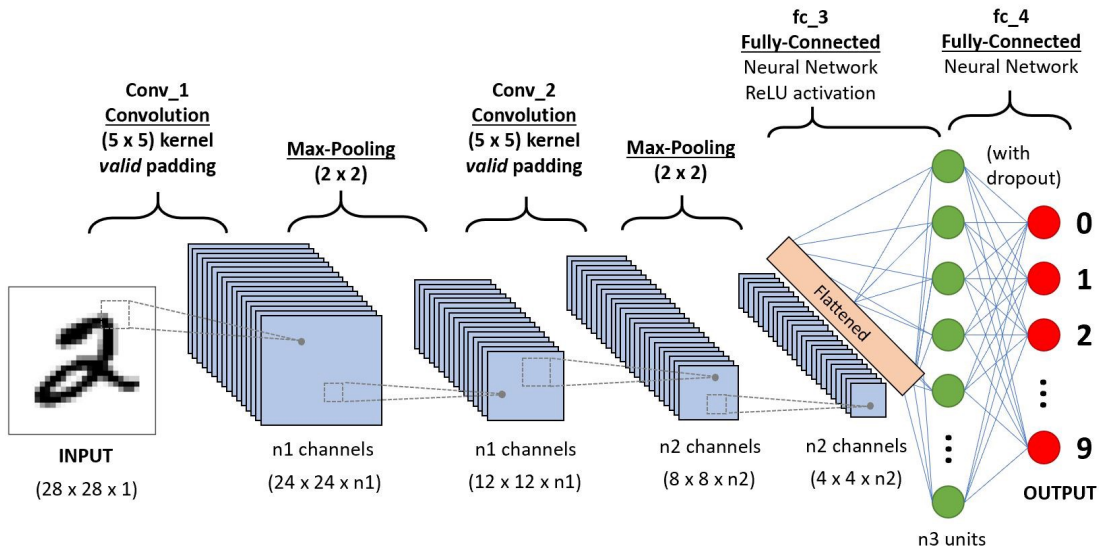 Conv_1
Convolution
(5 x 5) kernel
valid padding
Max-Pooling
(2 x 2)
Conv_2
Convolution
(5 x 5) kernel
valid padding
Max-Pooling
(2 x 2)
fc_3
Fully-Connected
Neural Network
ReLU activation
fc_4
Fully-Connected
Neural Network
(with
dropout)
2
INPUT
(28 x 28 x 1)
n1 channels
(24 x 24 x n1)
n1 channels
(12 x 12 x n1)
n2 channels
(8 x 8 x n2)
n2 channels
(4 x 4 x n2)
Flattened
n3 units
0
1
2
9
OUTPUT